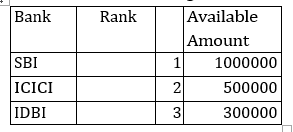 Bank Rank Available
Amount
SBI 1 1000000
ICICI 2 500000
IDBI 3 300000